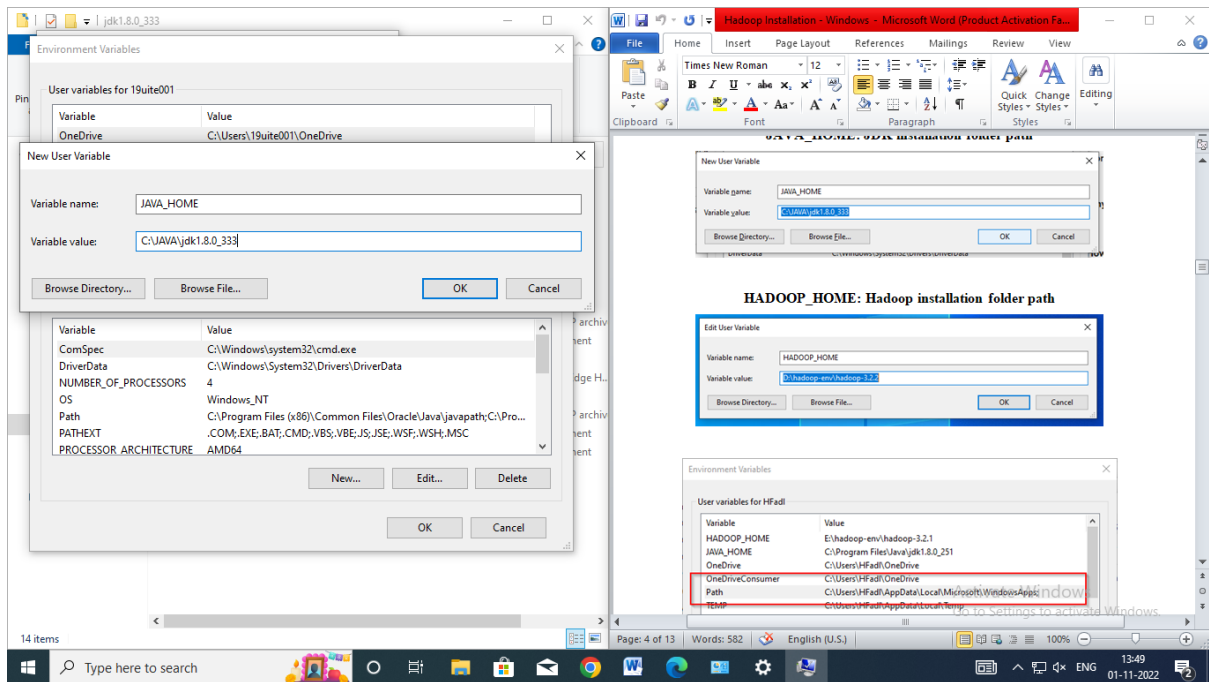 jdk1.8.0_333
Environment Variables
User variables for 19uite001
Pin
Variable Value
OneDrive C:\Users\19uite001\OneDrive
New User Variable
Variable name: JAVA_HOME
Variable value: C:\JAVA\jdk1.8.0_333
Browse Directory... Browse File... OK Cancel
Variable Value
ComSpec C:\Windows\system32\cmd.exe
DriverData C:\Windows\System32\Drivers\DriverData
NUMBER_OF_PROCESSORS 4
OS Windows_NT
Path C:\Program Files (x86)\Common Files\Oracle\Java\javapath;C:\Pro...
PATHEXT .COM;.EXE;.BAT;.CMD;.VBS;.VBE;.JS;.JSE;.WSF;.WSH;.MSC
PROCESSOR_ARCHITECTURE AMD64
New... Edit... Delete
OK Cancel
14 items
Hadoop Installation - Windows - Microsoft Word (Product Activation Fa...
File Home Insert Page Layout References Mailings Review View
Times New Roman 12
Paste
Quick Styles Change Styles Editing
Clipboard Font Paragraph Styles
JAVA_HOME: JDK installation folder path
New User Variable
Variable name: JAVA_HOME
Variable value: C:\JAVA\jdk1.8.0_333
Browse Directory... Browse File... OK Cancel
DriverData C:\Windows\System32\Drivers\DriverData
HADOOP_HOME: Hadoop installation folder path
Edit User Variable
Variable name: HADOOP_HOME
Variable value: D:\hadoop-env\hadoop-3.2.2
Browse Directory... Browse File... OK Cancel
Environment Variables
User variables for HFadl
Variable Value
HADOOP_HOME E:\hadoop-env\hadoop-3.2.1
JAVA_HOME C:\Program Files\Java\jdk1.8.0_251
OneDrive C:\Users\HFadl\OneDrive
OneDriveConsumer C:\Users\HFadl\OneDrive
Path C:\Users\HFadl\AppData\Local\Microsoft\WindowsApps;
TEMP C:\Users\HFadl\AppData\Local\Temp
Activate Windows
Go to Settings to activate Windows.
Page: 4 of 13 Words: 582 English (U.S.) 100%
Type here to search
ENG 13:49
01-11-2022